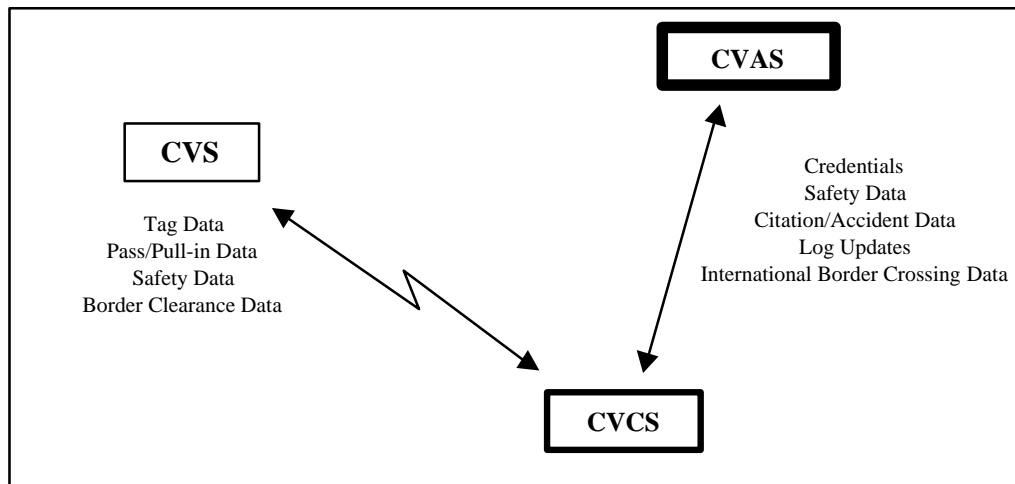 CVAS
CVS
Tag Data
Pass/Pull-in Data
Safety Data
Border Clearance Data
Credentials
Safety Data
Citation/Accident Data
Log Updates
International Border Crossing Data
CVCS